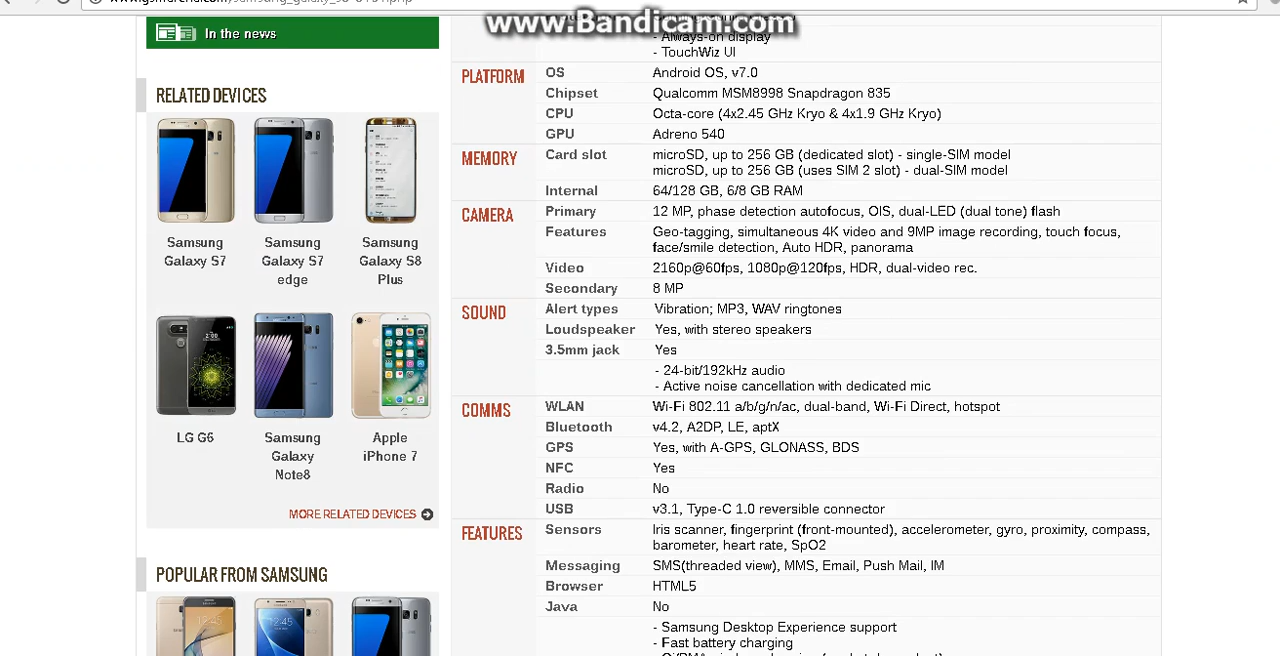 www.Bandicam.com
In the news
RELATED DEVICES
Samsung
Galaxy S7
Samsung
Galaxy S7
edge
Samsung
Galaxy S8
Plus
LG G6
Samsung
Galaxy
Note8
Apple
iPhone 7
MORE RELATED DEVICES
POPULAR FROM SAMSUNG
- Always-on display
- TouchWiz UI
PLATFORM OS Android OS, v7.0
Chipset Qualcomm MSM8998 Snapdragon 835
CPU Octa-core (4x2.45 GHz Kryo & 4x1.9 GHz Kryo)
GPU Adreno 540
MEMORY Card slot microSD, up to 256 GB (dedicated slot) - single-SIM model
microSD, up to 256 GB (uses SIM 2 slot) - dual-SIM model
Internal 64/128 GB, 6/8 GB RAM
CAMERA Primary 12 MP, phase detection autofocus, OIS, dual-LED (dual tone) flash
Features Geo-tagging, simultaneous 4K video and 9MP image recording, touch focus,
face/smile detection, Auto HDR, panorama
Video 2160p@60fps, 1080p@120fps, HDR, dual-video rec.
Secondary 8 MP
SOUND Alert types Vibration; MP3, WAV ringtones
Loudspeaker Yes, with stereo speakers
3.5mm jack Yes
- 24-bit/192kHz audio
- Active noise cancellation with dedicated mic
COMMS WLAN Wi-Fi 802.11 a/b/g/n/ac, dual-band, Wi-Fi Direct, hotspot
Bluetooth v4.2, A2DP, LE, aptX
GPS Yes, with A-GPS, GLONASS, BDS
NFC Yes
Radio No
USB v3.1, Type-C 1.0 reversible connector
FEATURES Sensors Iris scanner, fingerprint (front-mounted), accelerometer, gyro, proximity, compass,
barometer, heart rate, SpO2
Messaging SMS(threaded view), MMS, Email, Push Mail, IM
Browser HTML5
Java No
- Samsung Desktop Experience support
- Fast battery charging